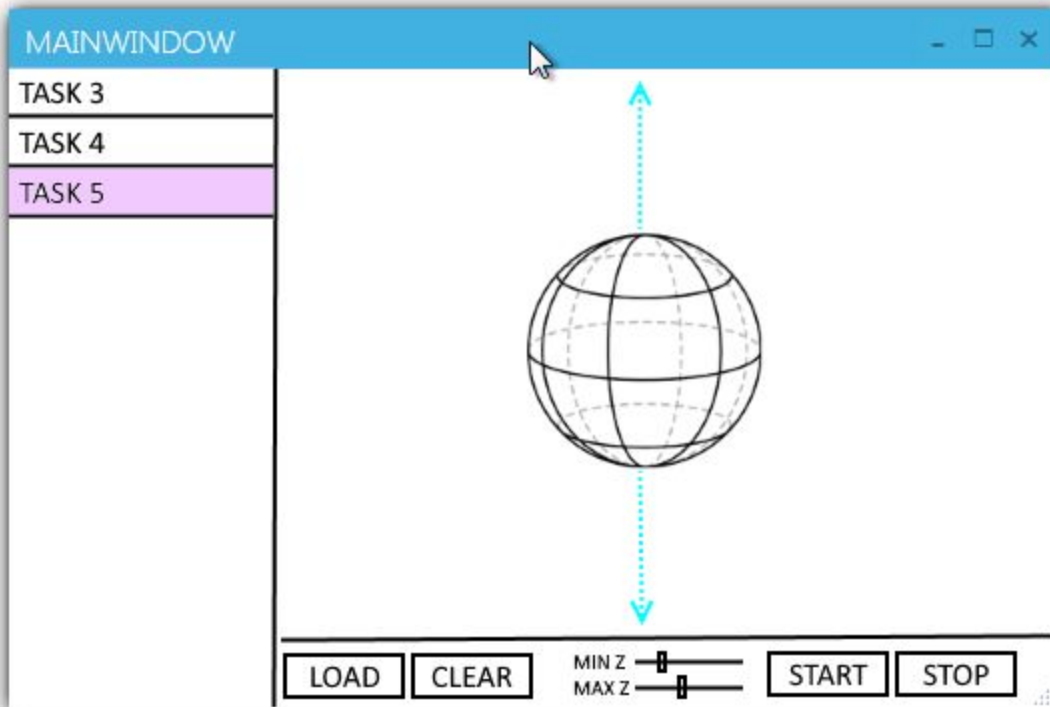 MAINWINDOW
TASK 3
TASK 4
TASK 5
LOAD
CLEAR
MIN Z
MAX Z
START
STOP